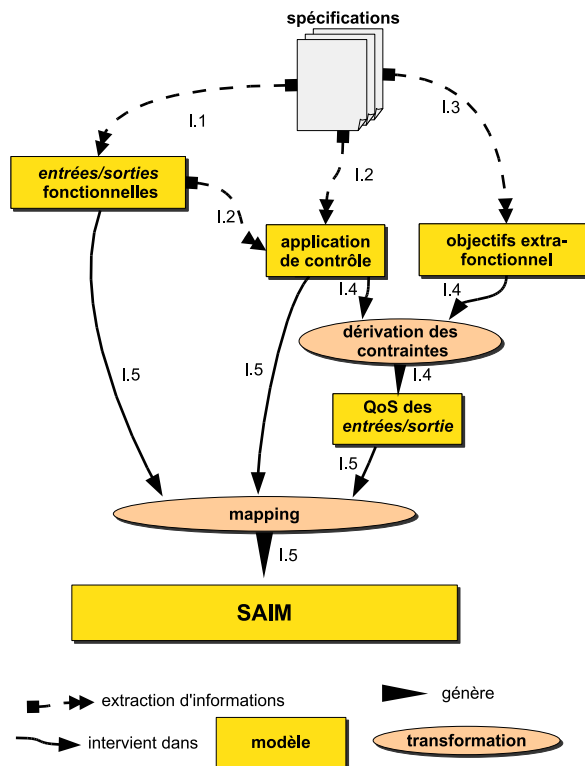 spécifications
I.1
I.3
I.2
entrées/sorties
fonctionnelles
I.2
application
de contrôle
objectifs extra-
fonctionnel
I.4
I.4
dérivation des
contraintes
I.5
I.5
I.4
QoS des
entrées/sortie
I.5
mapping
I.5
SAIM
extraction d'informations
génère
intervient dans
modèle
transformation